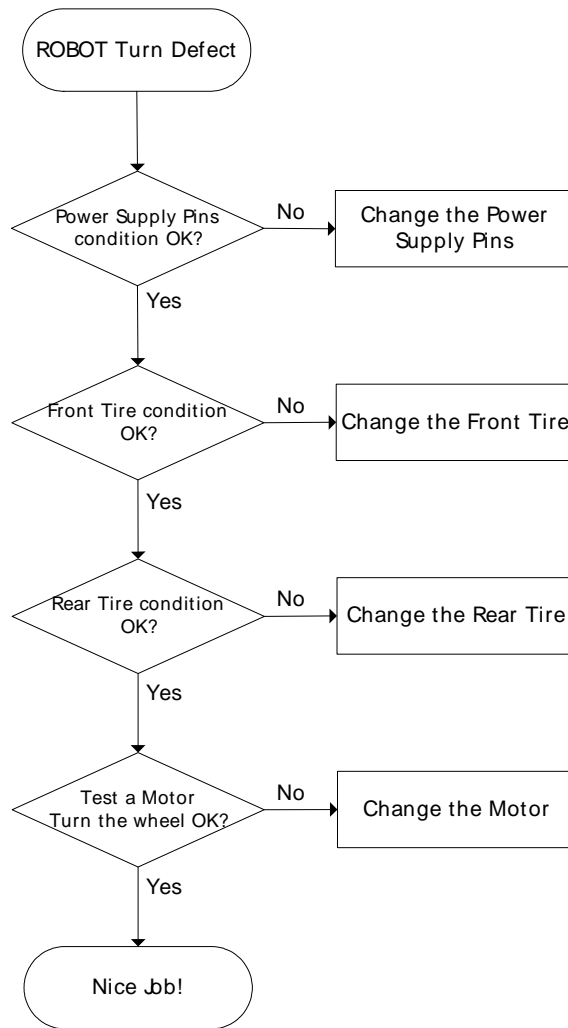 ROBOT Turn Defect
Power Supply Pins
condition OK?
No
Change the Power
Supply Pins
Yes
Front Tire condition
OK?
No
Change the Front Tire
Yes
Rear Tire condition
OK?
No
Change the Rear Tire
Yes
Test a Motor
Turn the wheel OK?
No
Change the Motor
Yes
Nice Job!